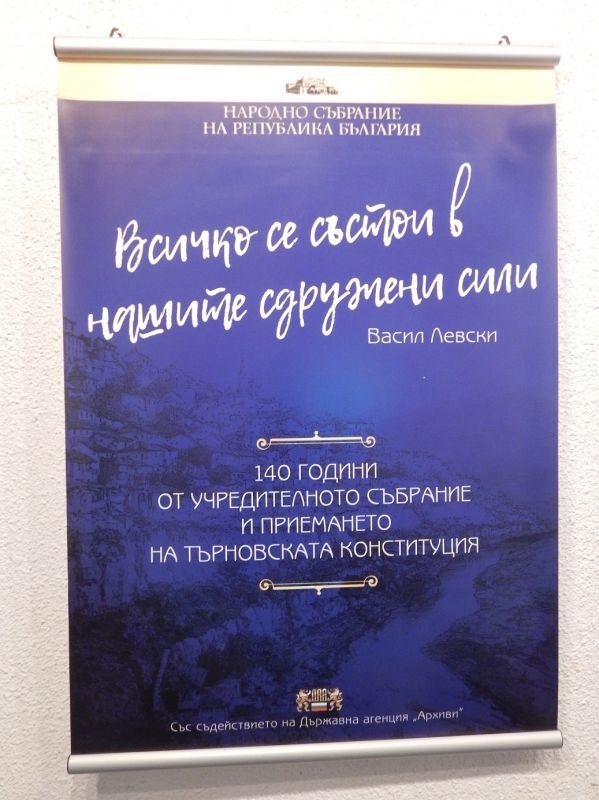 НАРОДНО СЪБРАНИЕ
НА РЕПУБЛИКА БЪЛГАРИЯ
Всичко се състои в
нашите сдружени сили
Васил Левски
140 ГОДИНИ
ОТ УЧРЕДИТЕЛНОТО СЪБРАНИЕ
И ПРИЕМАНЕТО
НА ТЪРНОВСКАТА КОНСТИТУЦИЯ
Със съдействието на Държавна агенция „Архиви"